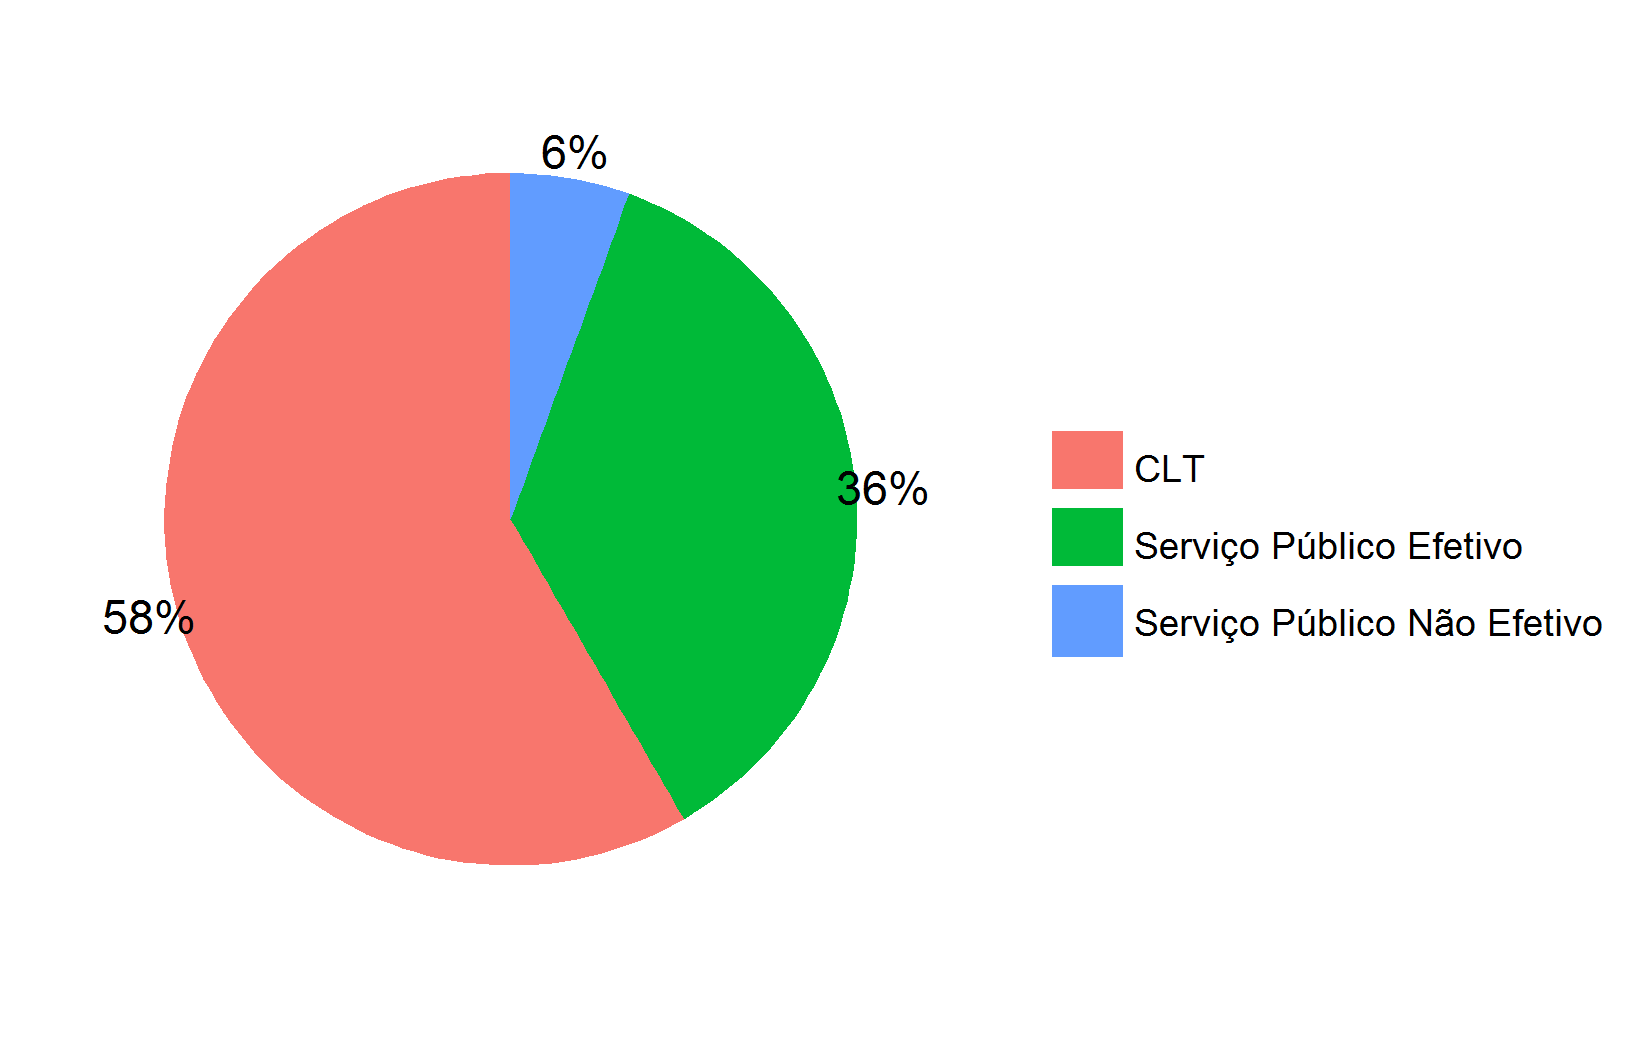 6%
36%
58%
CLT
Serviço Público Efetivo
Serviço Público Não Efetivo